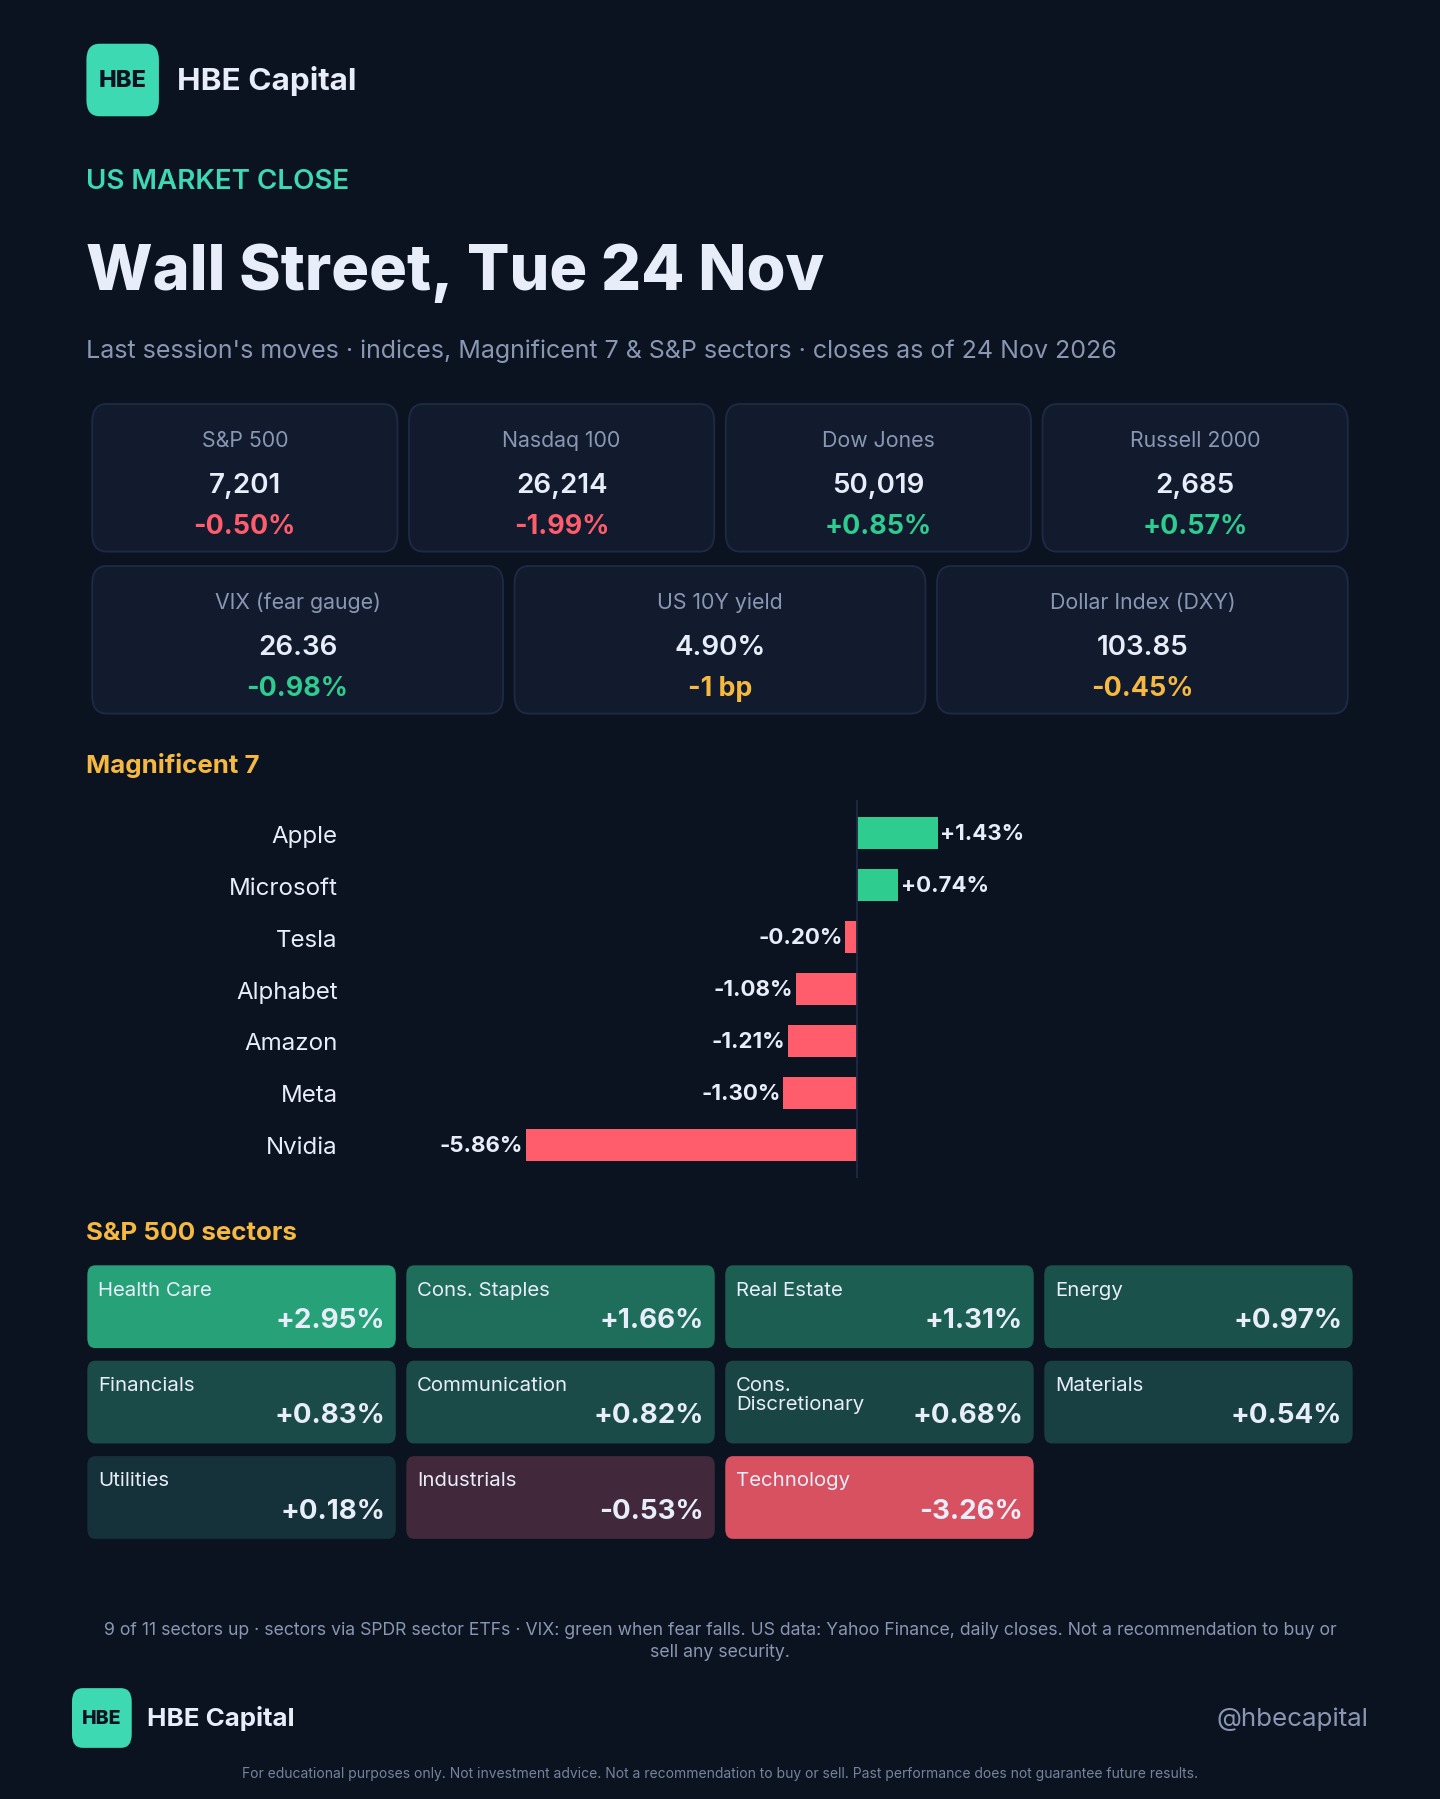 HBE
HBE Capital
US MARKET CLOSE
Wall Street, Tue 24 Nov
Last session's moves · indices, Magnificent 7 & S&P sectors · closes as of 24 Nov 2026
S&P 500
7,201
-0.50%
Nasdaq 100
26,214
-1.99%
Dow Jones
50,019
+0.85%
Russell 2000
2,685
+0.57%
VIX (fear gauge)
26.36
-0.98%
US 10Y yield
4.90%
-1 bp
Dollar Index (DXY)
103.85
-0.45%
Magnificent 7
Apple +1.43%
Microsoft +0.74%
Tesla -0.20%
Alphabet -1.08%
Amazon -1.21%
Meta -1.30%
Nvidia -5.86%
S&P 500 sectors
Health Care
+2.95%
Cons. Staples
+1.66%
Real Estate
+1.31%
Energy
+0.97%
Financials
+0.83%
Communication
+0.82%
Cons.
Discretionary
+0.68%
Materials
+0.54%
Utilities
+0.18%
Industrials
-0.53%
Technology
-3.26%
9 of 11 sectors up · sectors via SPDR sector ETFs · VIX: green when fear falls. US data: Yahoo Finance, daily closes. Not a recommendation to buy or
sell any security.
HBE
HBE Capital
@hbecapital
For educational purposes only. Not investment advice. Not a recommendation to buy or sell. Past performance does not guarantee future results.